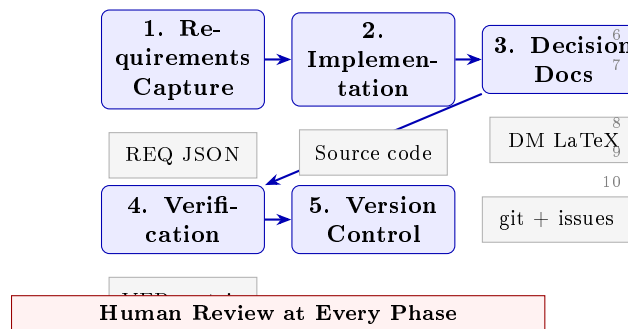 1. Re-
quirements
Capture
2.
Implemen-
tation
3. Decision
Docs
6
7
REQ JSON
Source code
DM LaTeX
8
9
10
4. Verifi-
cation
5. Version
Control
git + issues
Human Review at Every Phase